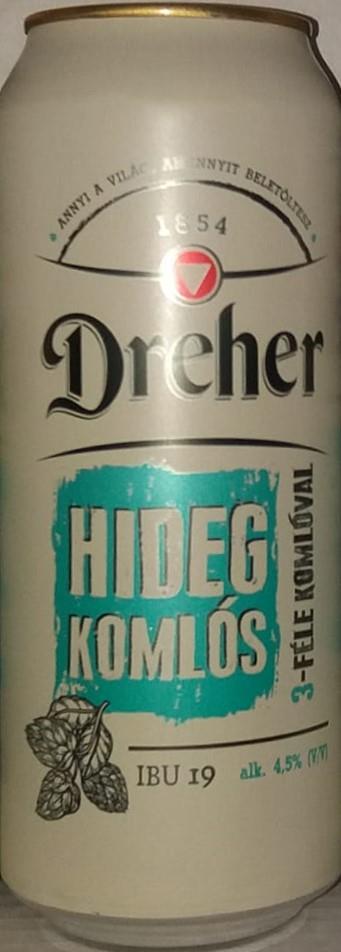 ANNYI A VILÁG, AMENNYIT BELETÖLTESZ
1854
Dreher
HIDEG
KOMLÓS
3-FÉLE KOMLÓVAL
IBU 19
alk. 4,5% (V/V)